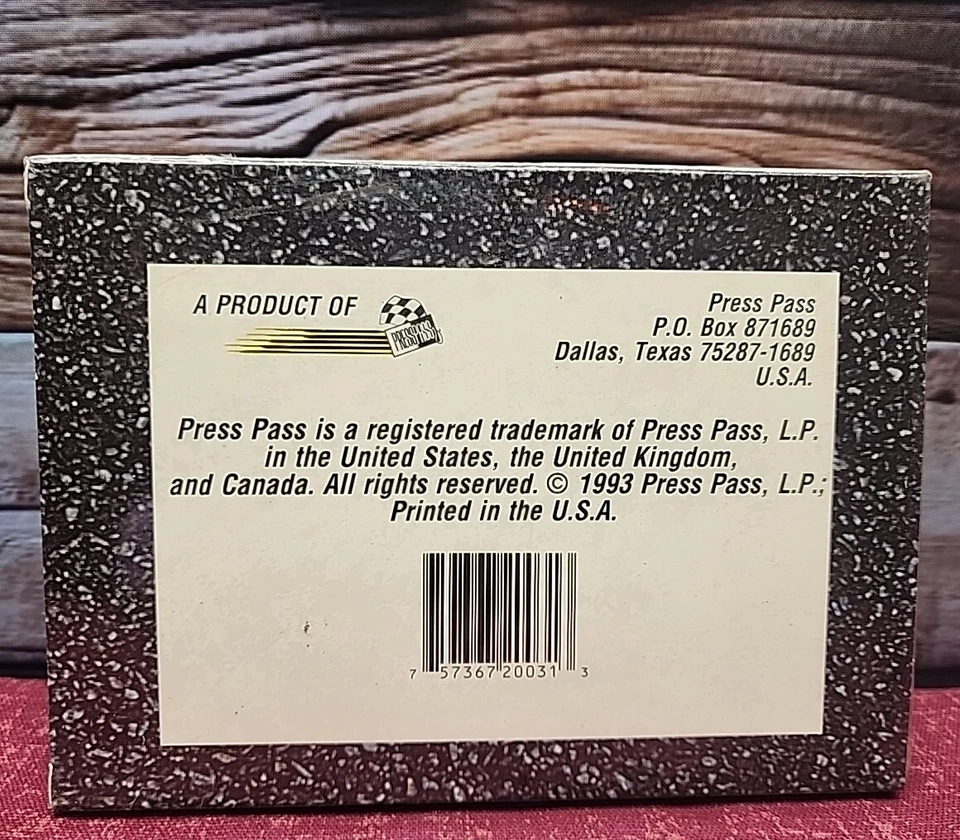 A PRODUCT OF
PRESS PASS
Press Pass
P.O. Box 871689
Dallas, Texas 75287-1689
U.S.A.
Press Pass is a registered trademark of Press Pass, L.P.
in the United States, the United Kingdom,
and Canada. All rights reserved. © 1993 Press Pass, L.P.;
Printed in the U.S.A.
7 57367 20031 3